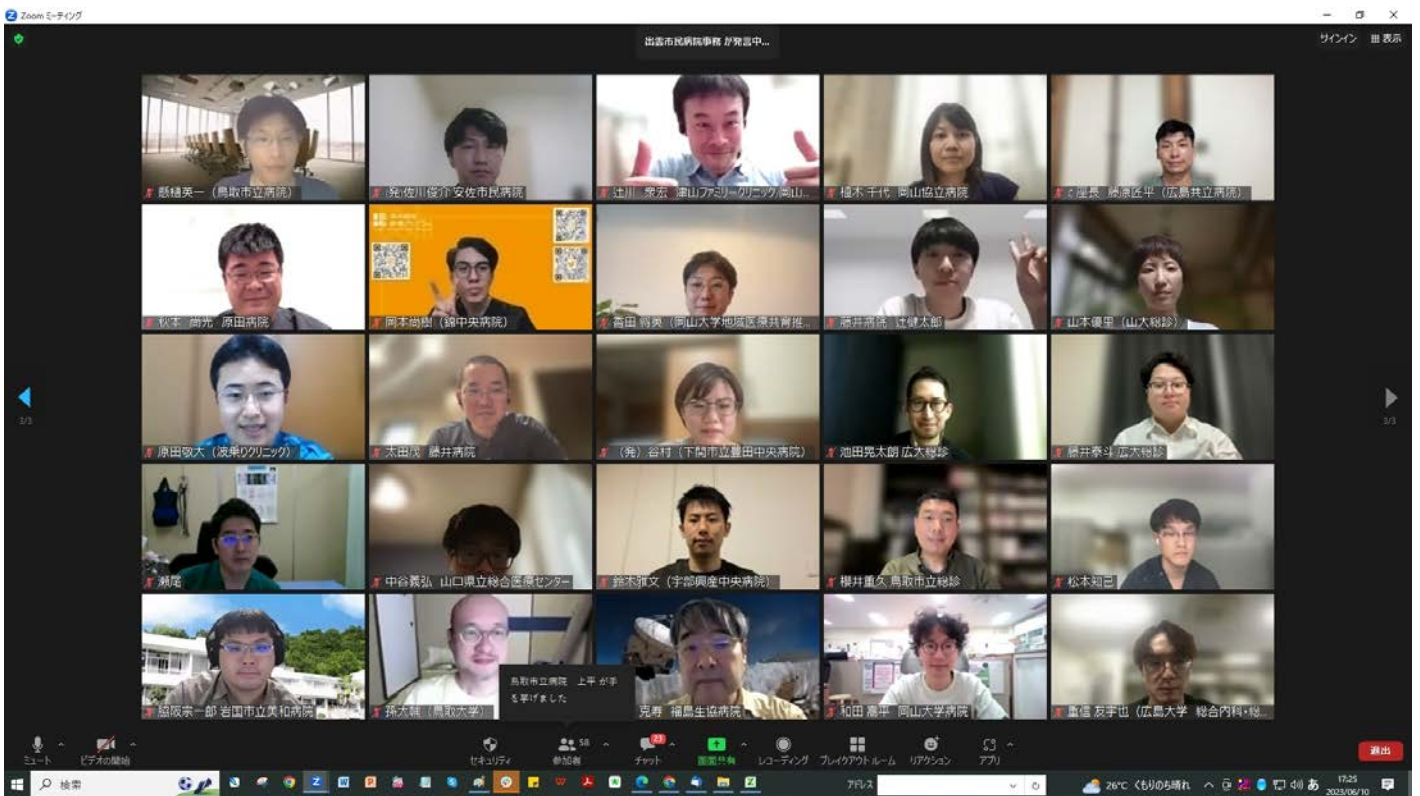 Zoom ミーティング
出雲市民病院事務 が発言中...
サインイン
表示
懸樋英一（鳥取市立病院）
(発)佐川俊介 安佐市民病院
辻川 衆宏 津山ファミリークリニック/岡山...
植木 千代 岡山協立病院
座長 藤原匠平（広島共立病院）
秋本 尚光 原田病院
岡本尚樹（錦中央病院）
香田 将英（岡山大学地域医療共育推...
藤井病院 辻健太郎
山本優里（山大総診）
3/3
原田敬大（波乗りクリニック）
太田茂 藤井病院
（発）谷村（下関市立豊田中央病院）
池田晃太朗 広大総診
藤井泰斗 広大総診
3/3
瀬尾
中谷義弘 山口県立総合医療センター
鈴木雅文（宇部興産中央病院）
櫻井重久 鳥取市立総診
松本知己
脇阪宗一郎 岩国市立美和病院
孫大輔（鳥取大学）
鳥取市立病院 上平 が手
を挙げました
克寿 福島生協病院
和田 高平 岡山大学病院
重信 友宇也（広島大学 総合内科・総...
ミュート
ビデオの開始
セキュリティ
58
参加者
23
チャット
画面共有
レコーディング
ブレイクアウト ルーム
リアクション
アプリ
退出
検索
アドレス
26°C くもりのち晴れ
あ
17:25
2023/06/10